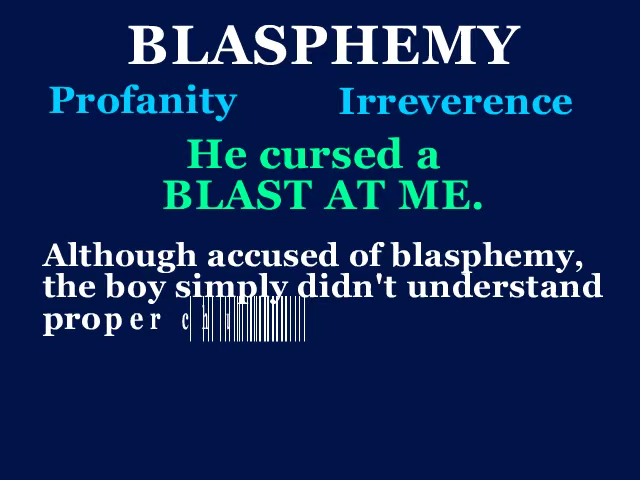 BLASPHEMY
Profanity Irreverence
He cursed a
BLAST AT ME.
Although accused of blasphemy,
the boy simply didn't understand
proper